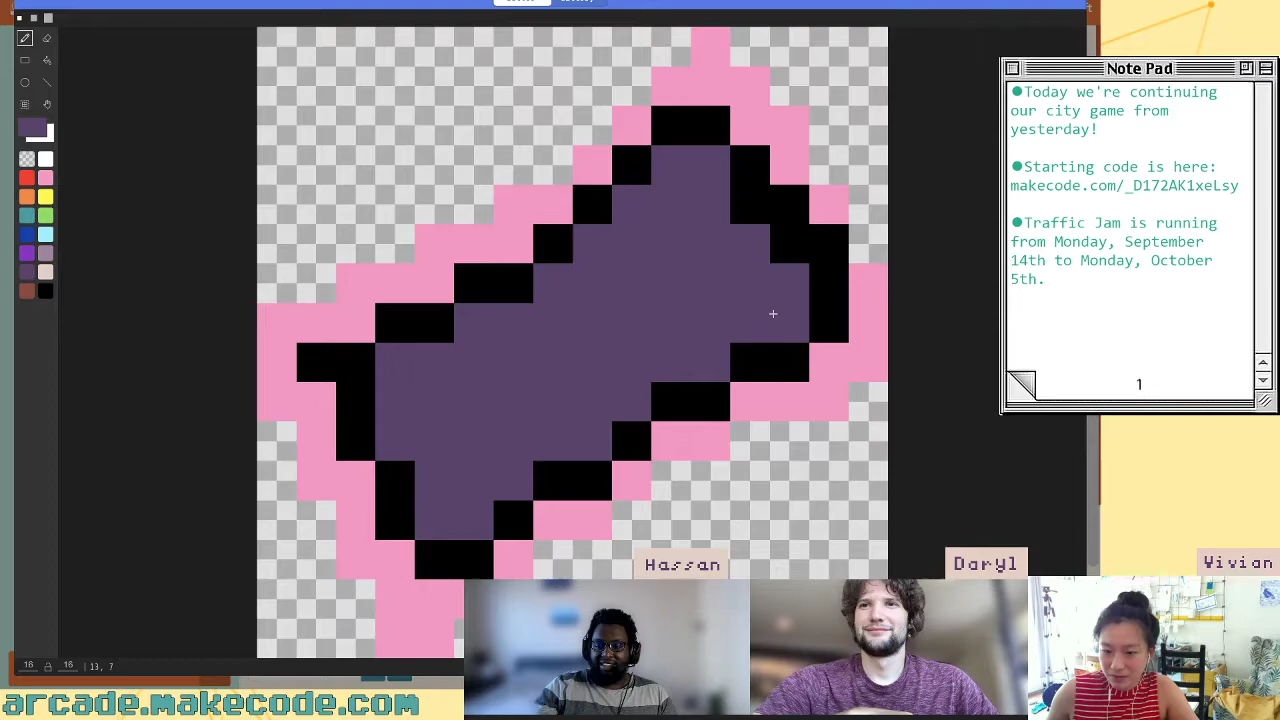 Note Pad
●Today we're continuing
our city game from
yesterday!
●Starting code is here:
makecode.com/_D172AK1xeLsy
●Traffic Jam is running
from Monday, September
14th to Monday, October
5th.
1
Hassan
Daryl
Vivian
16 16 13, 7
arcade.makecode.com